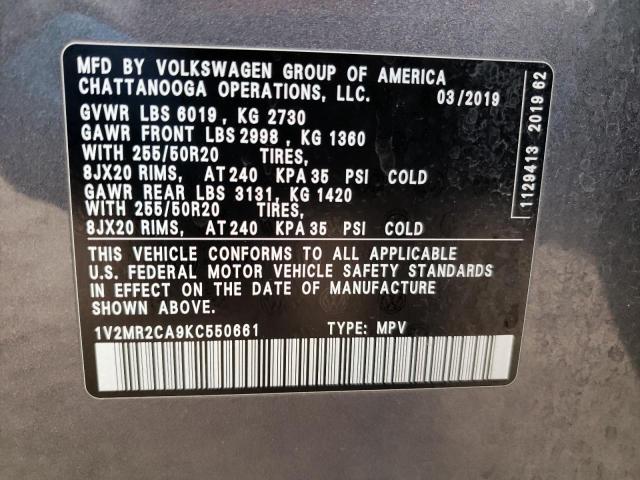 MFD BY VOLKSWAGEN GROUP OF AMERICA
CHATTANOOGA OPERATIONS, LLC. 03/2019
GVWR LBS 6019, KG 2730
GAWR FRONT LBS 2998, KG 1360
WITH 255/50R20 TIRES,
8JX20 RIMS, AT 240 KPA 35 PSI COLD
GAWR REAR LBS 3131, KG 1420
WITH 255/50R20 TIRES,
8JX20 RIMS, AT 240 KPA 35 PSI COLD
THIS VEHICLE CONFORMS TO ALL APPLICABLE
U.S. FEDERAL MOTOR VEHICLE SAFETY STANDARDS
IN EFFECT ON THE DATE OF MANUFACTURE
SHOWN ABOVE.
1V2MR2CA9KC550661 TYPE: MPV
1129413 2019 62